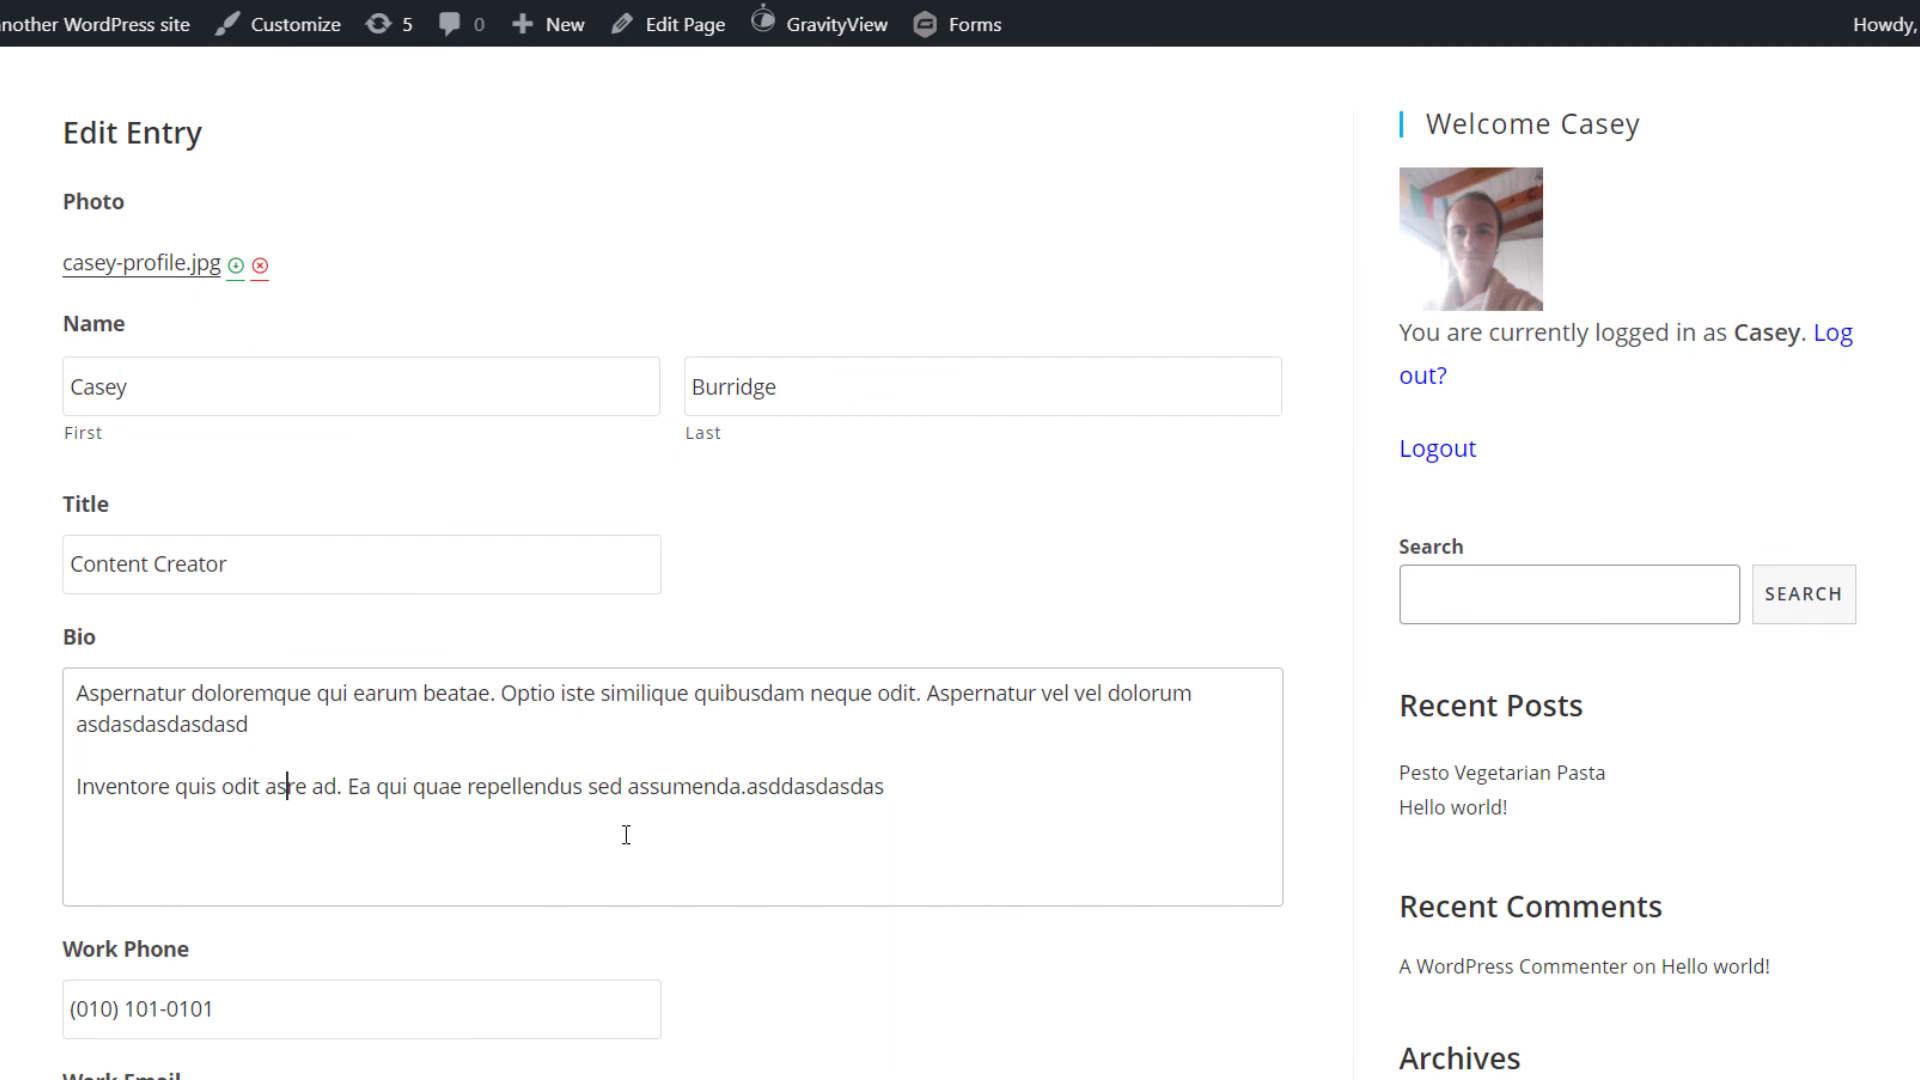 nother WordPress site Customize 5 0 New Edit Page GravityView Forms Howdy,
Edit Entry
Photo
casey-profile.jpg
Name
Casey
Burridge
First
Last
Title
Content Creator
Bio
Aspernatur doloremque qui earum beatae. Optio iste similique quibusdam neque odit. Aspernatur vel vel dolorum
asdasdasdasdasd
Inventore quis odit asre ad. Ea qui quae repellendus sed assumenda.asddasdasdas
Work Phone
(010) 101-0101
Work Email
Welcome Casey
You are currently logged in as Casey. Log
out?
Logout
Search
SEARCH
Recent Posts
Pesto Vegetarian Pasta
Hello world!
Recent Comments
A WordPress Commenter on Hello world!
Archives